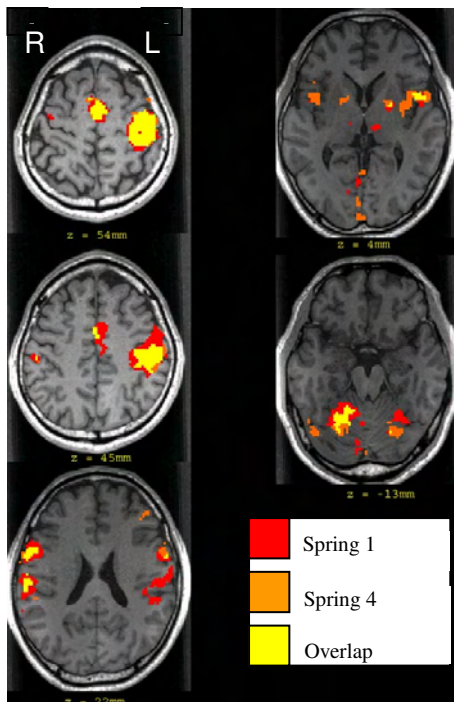 R L
z = 54mm
z = 4mm
z = 45mm
z = -13mm
Spring 1
Spring 4
Overlap